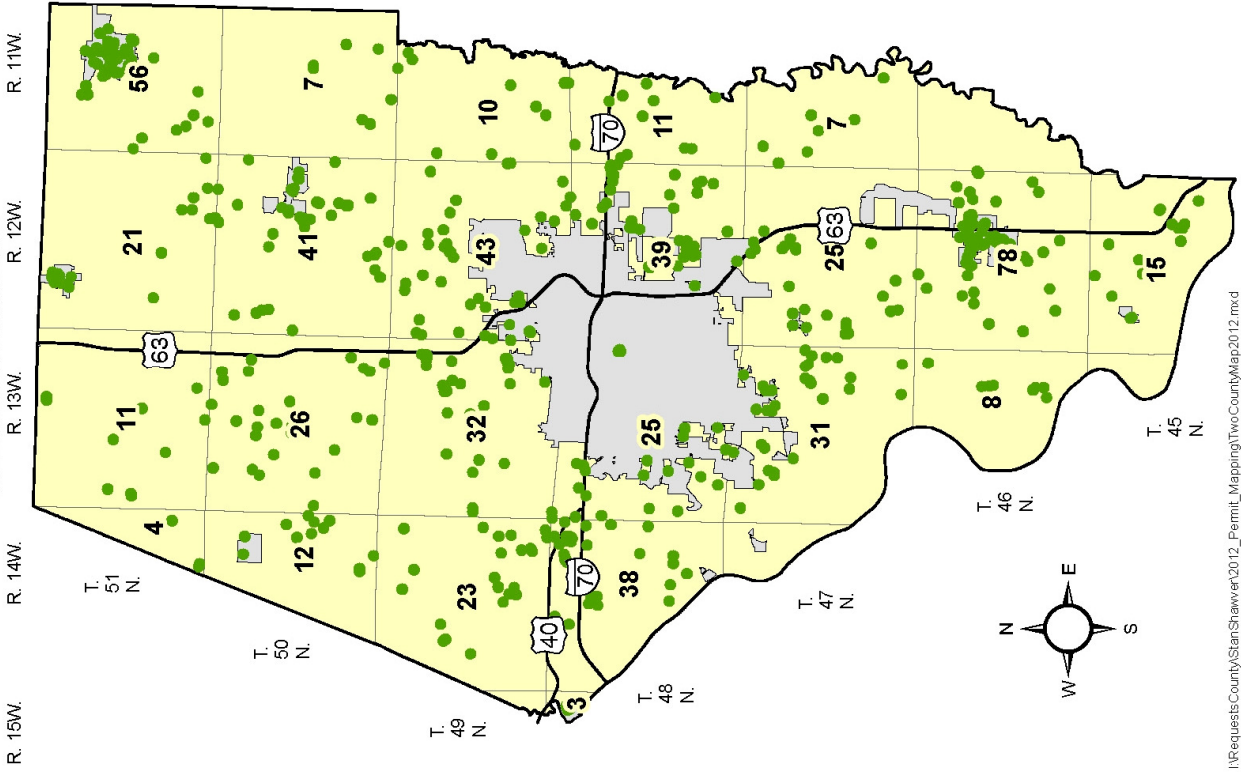 R. 15W.
R. 14W.
R. 13W.
R. 12W.
R. 11W.
T.
51
N.
4
11
21
56
63
T.
50
N.
12
26
41
7
T.
49
N.
23
32
43
10
40
3
70
70
T.
48
N.
38
25
39
11
T.
47
N.
31
25
63
7
T.
46
N.
8
78
T.
45
N.
15
N
W
E
S
I:\RequestsCounty\StanShawver\2012_Permit_Mapping\TwoCountyMap2012.mxd